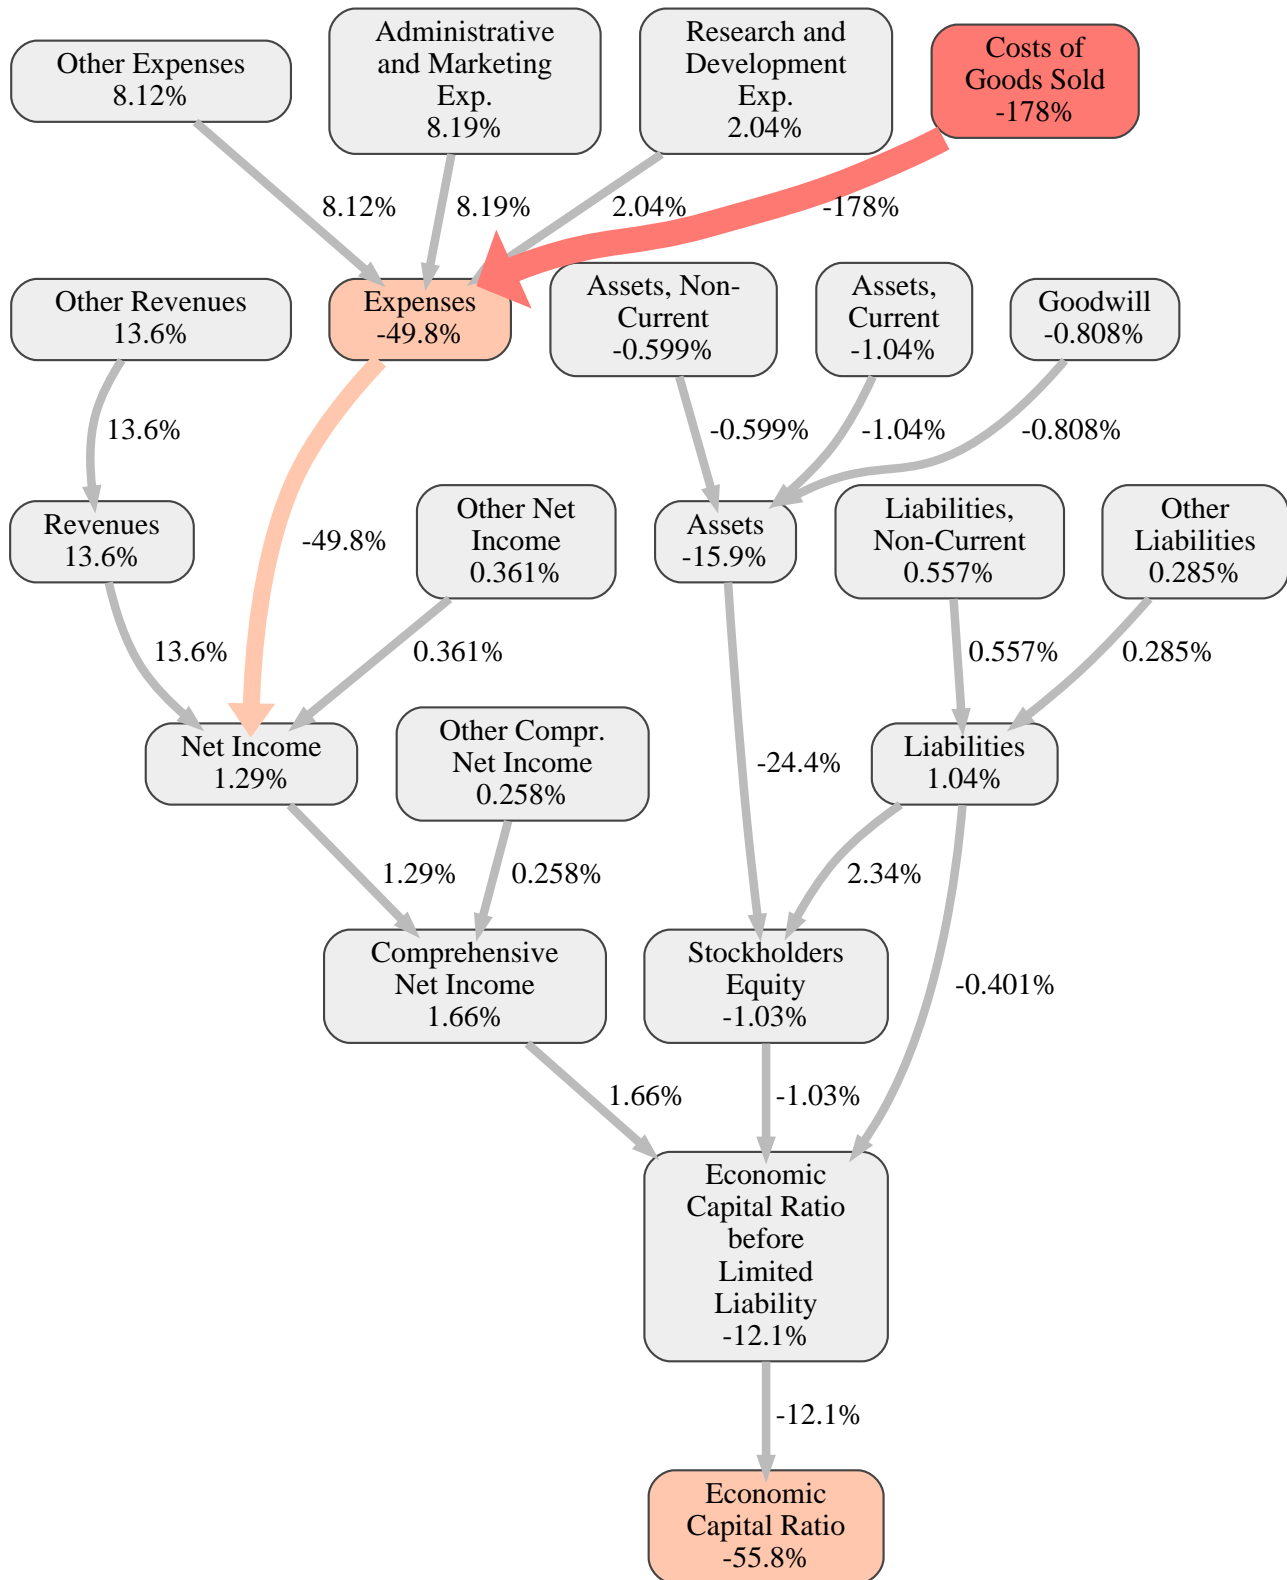 Other Expenses
8.12%
Administrative
and Marketing
Exp.
8.19%
Research and
Development
Exp.
2.04%
Costs of
Goods Sold
-178%
8.12%
8.19%
2.04%
-178%
Other Revenues
13.6%
Expenses
-49.8%
Assets, Non-
Current
-0.599%
Assets,
Current
-1.04%
Goodwill
-0.808%
13.6%
-0.599%
-1.04%
-0.808%
Revenues
13.6%
-49.8%
Other Net
Income
0.361%
Assets
-15.9%
Liabilities,
Non-Current
0.557%
Other
Liabilities
0.285%
13.6%
0.361%
0.557%
0.285%
Net Income
1.29%
Other Compr.
Net Income
0.258%
-24.4%
Liabilities
1.04%
1.29%
0.258%
2.34%
Comprehensive
Net Income
1.66%
Stockholders
Equity
-1.03%
-0.401%
1.66%
-1.03%
Economic
Capital Ratio
before
Limited
Liability
-12.1%
-12.1%
Economic
Capital Ratio
-55.8%